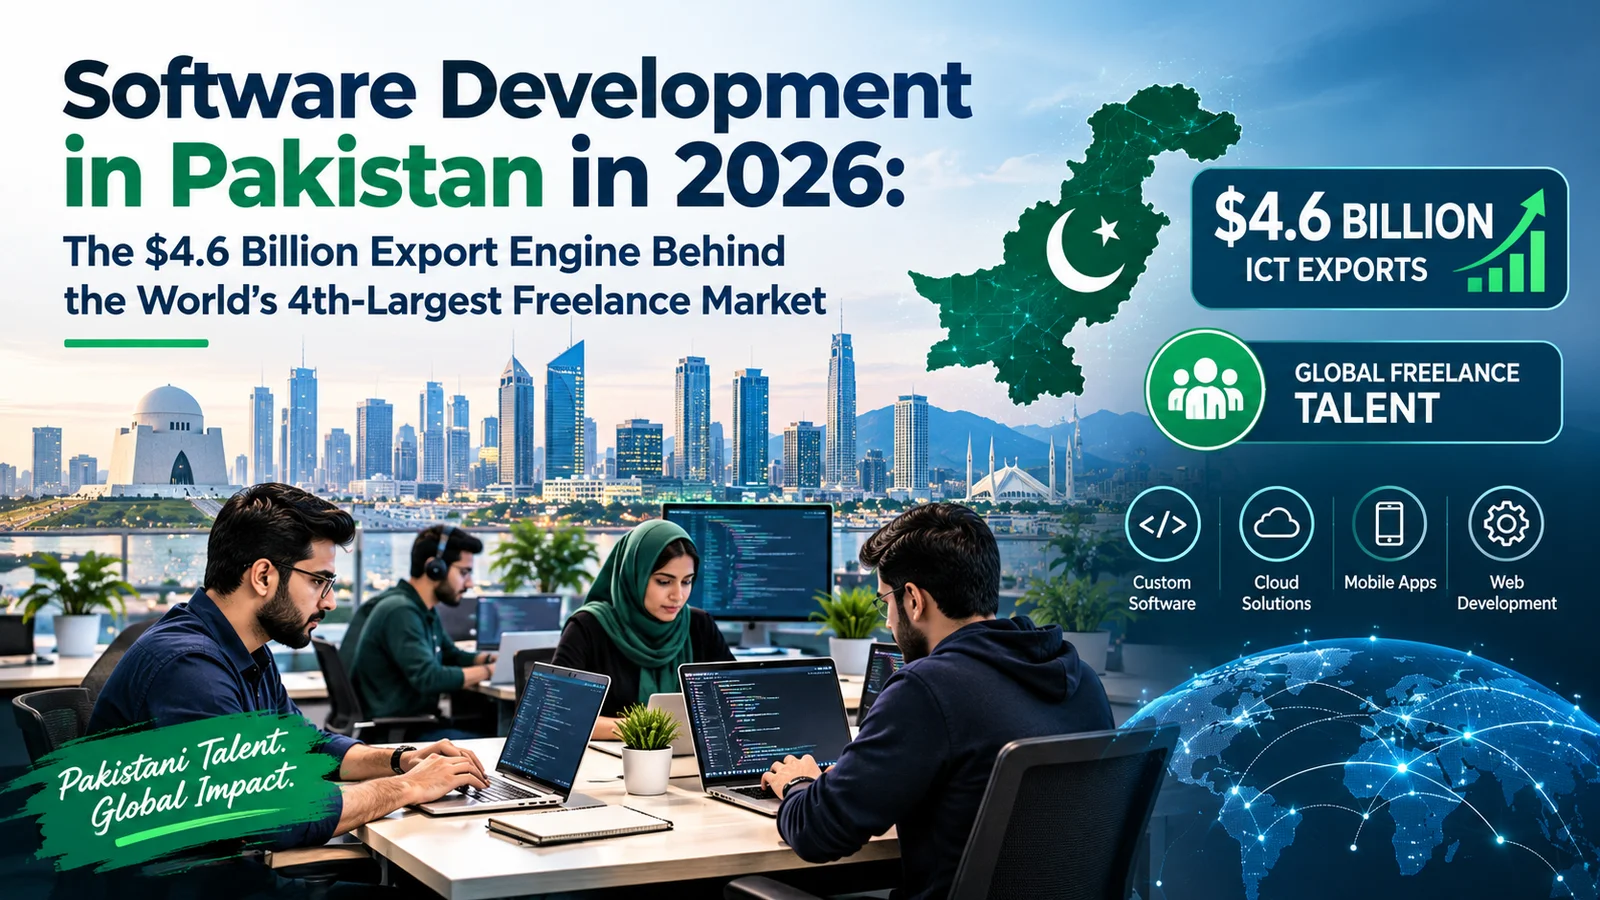 Software Development
in Pakistan in 2026:
The $4.6 Billion Export Engine Behind
the World's 4th-Largest Freelance Market
$4.6 BILLION
ICT EXPORTS
GLOBAL FREELANCE
TALENT
</>
Custom
Software
Cloud
Solutions
Mobile Apps
Web
Development
Pakistani Talent.
Global Impact.